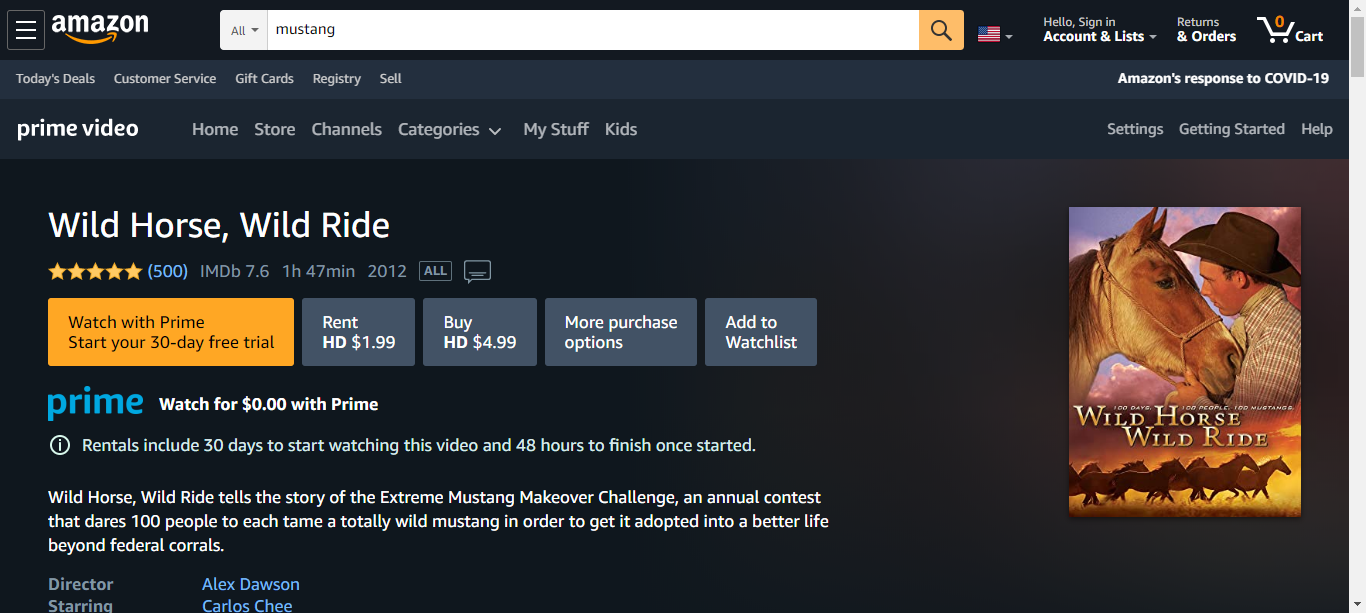 amazon
All
mustang
Hello, Sign in
Account & Lists
Returns
& Orders
0
Cart
Today's Deals
Customer Service
Gift Cards
Registry
Sell
Amazon's response to COVID-19
prime video
Home
Store
Channels
Categories
My Stuff
Kids
Settings
Getting Started
Help
Wild Horse, Wild Ride
(500) IMDb 7.6 1h 47min 2012 ALL
Watch with Prime
Start your 30-day free trial
Rent
HD $1.99
Buy
HD $4.99
More purchase
options
Add to
Watchlist
prime Watch for $0.00 with Prime
Rentals include 30 days to start watching this video and 48 hours to finish once started.
Wild Horse, Wild Ride tells the story of the Extreme Mustang Makeover Challenge, an annual contest
that dares 100 people to each tame a totally wild mustang in order to get it adopted into a better life
beyond federal corrals.
Director Alex Dawson
Starring Carlos Chee
100 DAYS. 100 PEOPLE. 100 MUSTANGS.
WILD HORSE
WILD RIDE